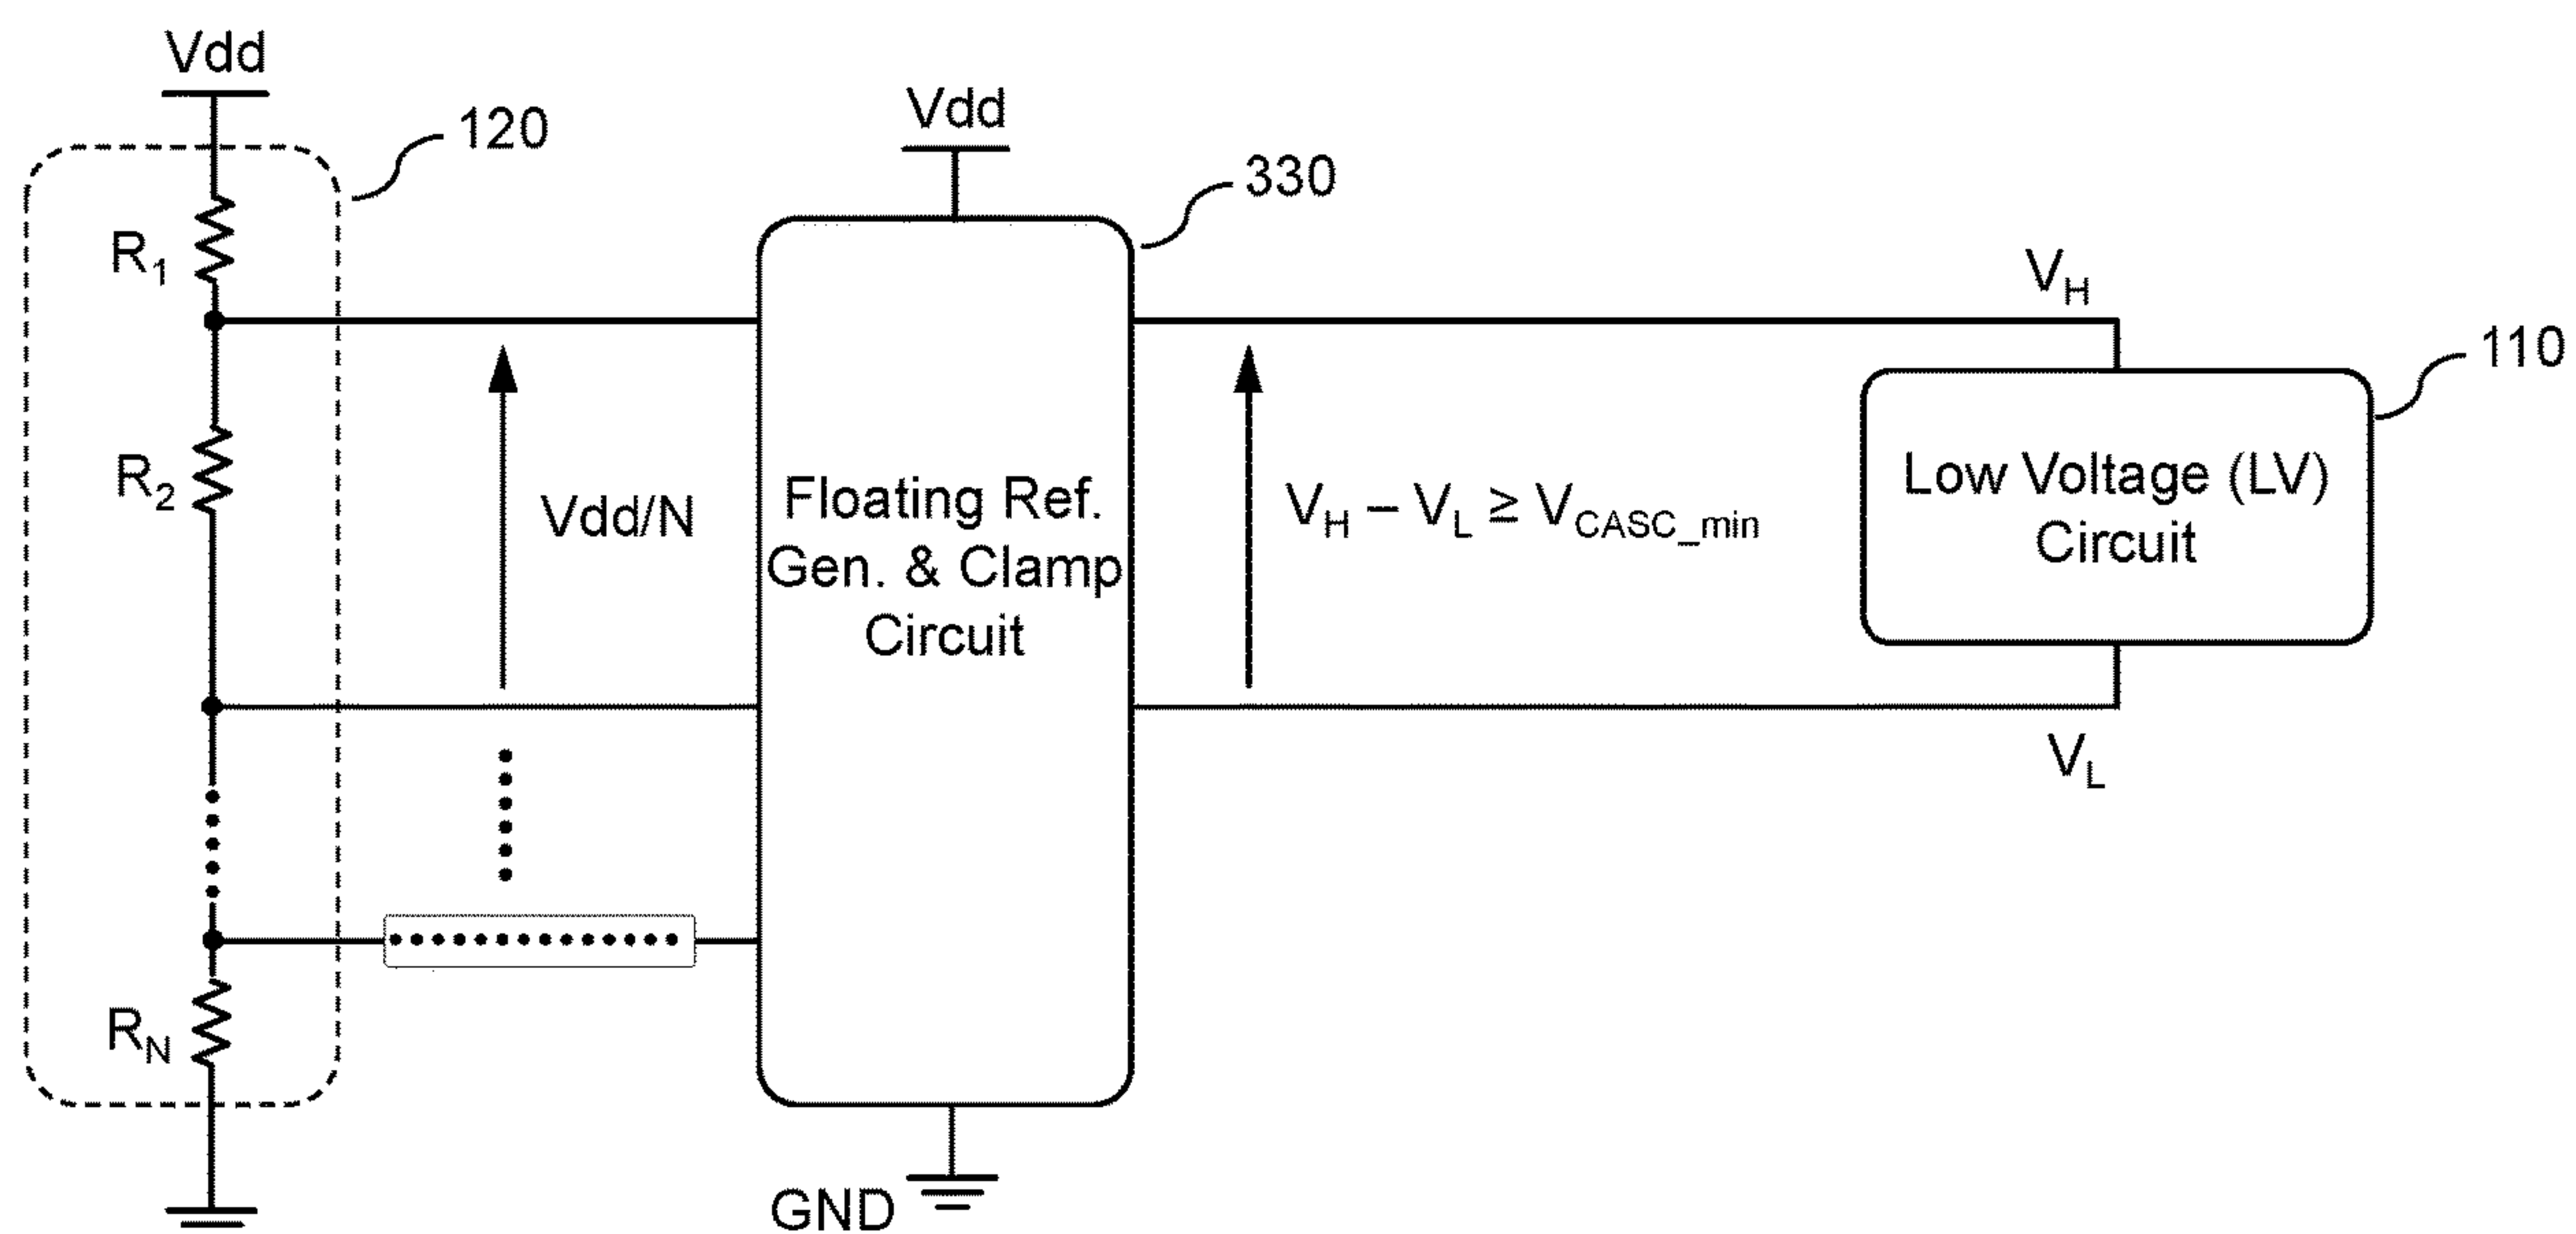 Vdd
120
Vdd
330
R1
VH
110
R2
Vdd/N
Floating Ref.
Gen. & Clamp
Circuit
VH – VL ≥ VCASC_min
Low Voltage (LV)
Circuit
VL
RN
GND